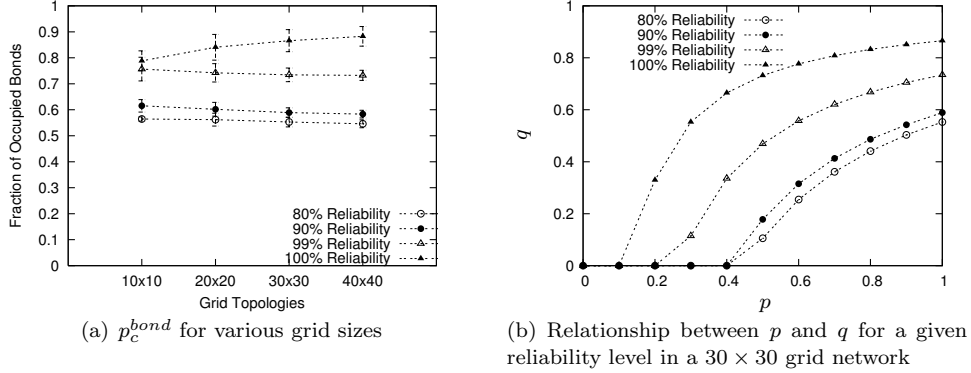 1
0.9
0.8
0.7
0.6
0.5
0.4
0.3
0.2
0.1
0
Fraction of Occupied Bonds
80% Reliability
90% Reliability
99% Reliability
100% Reliability
10x10 20x20 30x30 40x40
Grid Topologies
(a) p_c^{bond} for various grid sizes
80% Reliability
90% Reliability
99% Reliability
100% Reliability
1
0.8
0.6
0.4
0.2
0
q
0 0.2 0.4 0.6 0.8 1
p
(b) Relationship between p and q for a given
reliability level in a 30 × 30 grid network